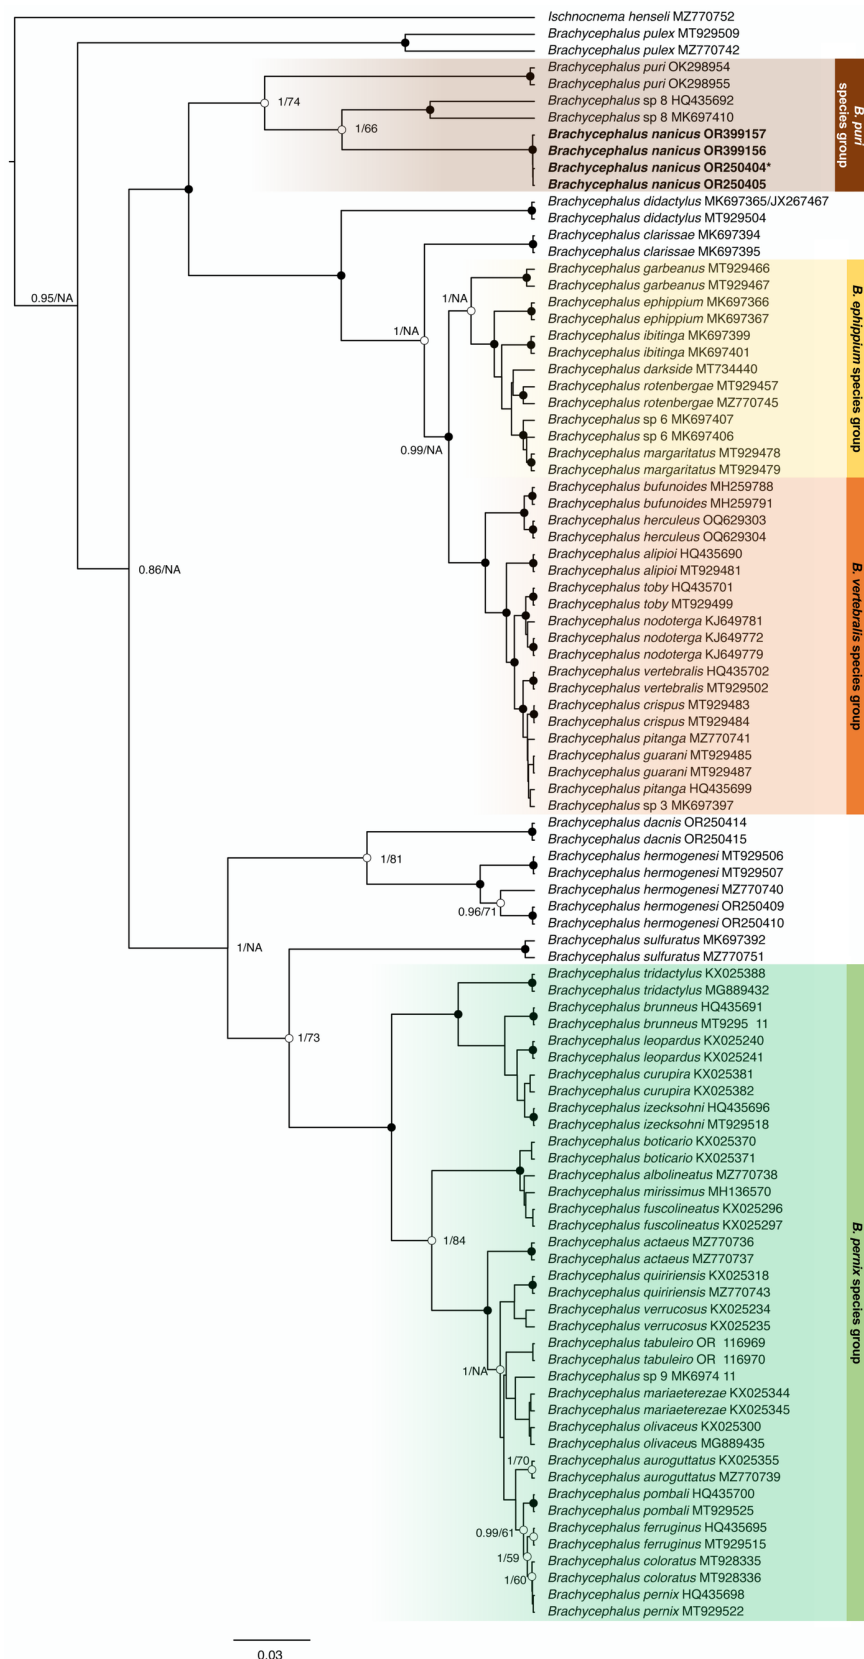 Ischnocnema henseli MZ770752
Brachycephalus pulex MT929509
Brachycephalus pulex MZ770742
Brachycephalus puri OK298954
Brachycephalus puri OK298955
1/74
Brachycephalus sp 8 HQ435692
Brachycephalus sp 8 MK697410
1/66
Brachycephalus nanicus OR399157
Brachycephalus nanicus OR399156
Brachycephalus nanicus OR250404*
Brachycephalus nanicus OR250405
B. puri
species group
Brachycephalus didactylus MK697365/JX267467
Brachycephalus didactylus MT929504
Brachycephalus clarissae MK697394
Brachycephalus clarissae MK697395
Brachycephalus garbeanus MT929466
Brachycephalus garbeanus MT929467
0.95/NA
1/NA
Brachycephalus ephippium MK697366
Brachycephalus ephippium MK697367
1/NA
Brachycephalus ibitinga MK697399
Brachycephalus ibitinga MK697401
Brachycephalus darkside MT734440
Brachycephalus rotenbergae MT929457
Brachycephalus rotenbergae MZ770745
Brachycephalus sp 6 MK697407
Brachycephalus sp 6 MK697406
0.99/NA
Brachycephalus margaritatus MT929478
Brachycephalus margaritatus MT929479
B. ephippium species group
Brachycephalus bufunoides MH259788
Brachycephalus bufunoides MH259791
Brachycephalus herculeus OQ629303
Brachycephalus herculeus OQ629304
Brachycephalus alipioi HQ435690
Brachycephalus alipioi MT929481
0.86/NA
Brachycephalus toby HQ435701
Brachycephalus toby MT929499
Brachycephalus nodoterga KJ649781
Brachycephalus nodoterga KJ649772
Brachycephalus nodoterga KJ649779
Brachycephalus vertebralis HQ435702
Brachycephalus vertebralis MT929502
Brachycephalus crispus MT929483
Brachycephalus crispus MT929484
Brachycephalus pitanga MZ770741
Brachycephalus guarani MT929485
Brachycephalus guarani MT929487
Brachycephalus pitanga HQ435699
Brachycephalus sp 3 MK697397
B. vertebralis species group
Brachycephalus dacnis OR250414
Brachycephalus dacnis OR250415
1/81
Brachycephalus hermogenesi MT929506
Brachycephalus hermogenesi MT929507
Brachycephalus hermogenesi MZ770740
0.96/71
Brachycephalus hermogenesi OR250409
Brachycephalus hermogenesi OR250410
1/NA
Brachycephalus sulfuratus MK697392
Brachycephalus sulfuratus MZ770751
Brachycephalus tridactylus KX025388
Brachycephalus tridactylus MG889432
Brachycephalus brunneus HQ435691
Brachycephalus brunneus MT9295 11
1/73
Brachycephalus leopardus KX025240
Brachycephalus leopardus KX025241
Brachycephalus curupira KX025381
Brachycephalus curupira KX025382
Brachycephalus izecksohni HQ435696
Brachycephalus izecksohni MT929518
Brachycephalus boticario KX025370
Brachycephalus boticario KX025371
Brachycephalus albolineatus MZ770738
Brachycephalus mirissimus MH136570
Brachycephalus fuscolineatus KX025296
Brachycephalus fuscolineatus KX025297
1/84
Brachycephalus actaeus MZ770736
Brachycephalus actaeus MZ770737
Brachycephalus quiririensis KX025318
Brachycephalus quiririensis MZ770743
Brachycephalus verrucosus KX025234
Brachycephalus verrucosus KX025235
Brachycephalus tabuleiro OR 116969
Brachycephalus tabuleiro OR 116970
1/NA
Brachycephalus sp 9 MK6974 11
Brachycephalus mariaeterezae KX025344
Brachycephalus mariaeterezae KX025345
Brachycephalus olivaceus KX025300
Brachycephalus olivaceus MG889435
1/70
Brachycephalus auroguttatus KX025355
Brachycephalus auroguttatus MZ770739
Brachycephalus pombali HQ435700
Brachycephalus pombali MT929525
0.99/61
Brachycephalus ferruginus HQ435695
Brachycephalus ferruginus MT929515
1/59
Brachycephalus coloratus MT928335
1/60
Brachycephalus coloratus MT928336
Brachycephalus pernix HQ435698
Brachycephalus pernix MT929522
B. pernix species group
0.03